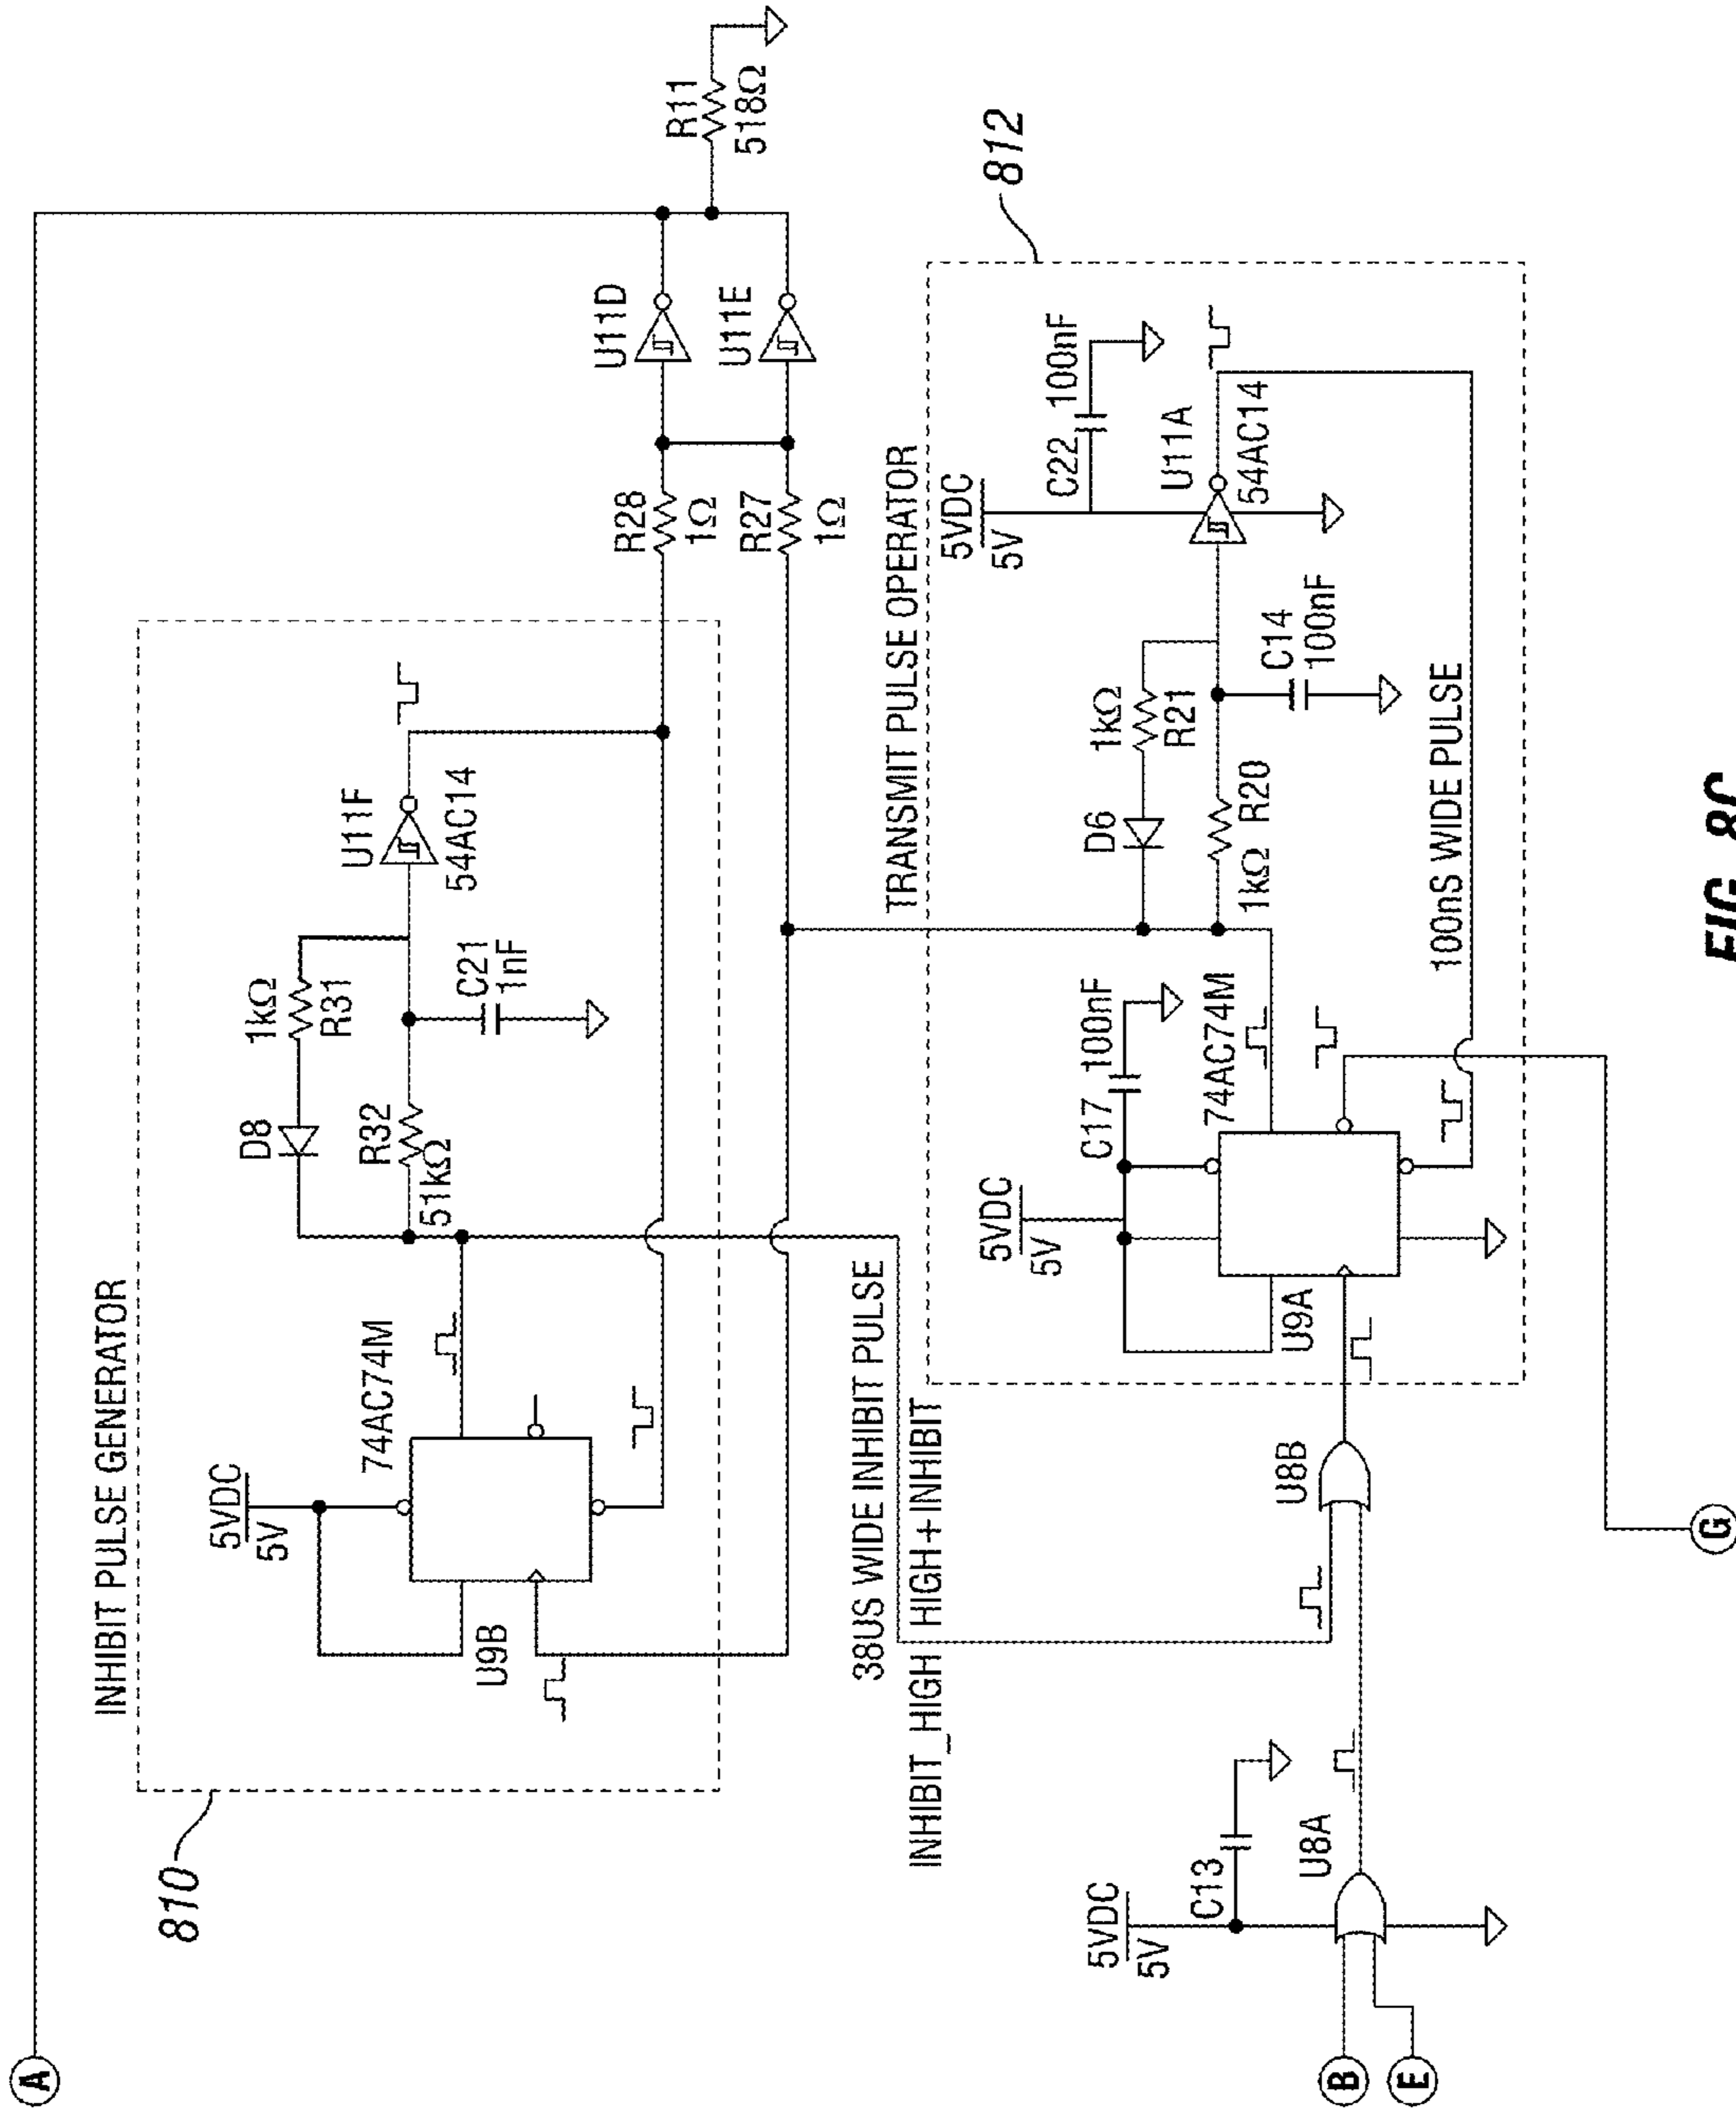 A
R11
518Ω
INHIBIT PULSE GENERATOR
810
5VDC
5V
74AC74M
U9B
D8
1kΩ
R31
R32
51kΩ
C21
1nF
U11F
54AC14
R28
1Ω
R27
1Ω
U11D
U11E
38US WIDE INHIBIT PULSE
INHIBIT_HIGH HIGH+INHIBIT
TRANSMIT PULSE OPERATOR
812
5VDC
5V
C13
U8A
B
E
U8B
5VDC
5V
C17
100nF
74AC74M
U9A
D6
1kΩ
R21
1kΩ R20
C14
100nF
5VDC
5V
C22
100nF
U11A
54AC14
100nS WIDE PULSE
G
FIG. 8C